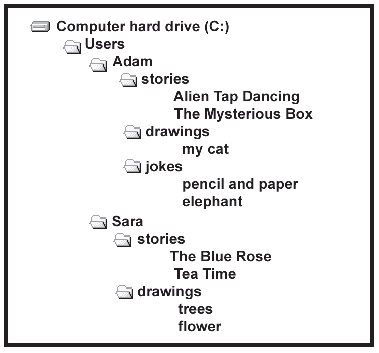 Computer hard drive (C:)
Users
Adam
stories
Alien Tap Dancing
The Mysterious Box
drawings
my cat
jokes
pencil and paper
elephant
Sara
stories
The Blue Rose
Tea Time
drawings
trees
flower